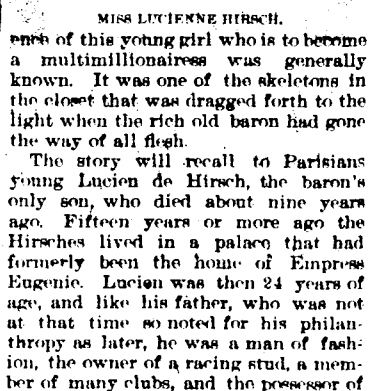 MISS LUCIENNE HIRSCH.
ence of this young girl who is to become
a multimillionairess was generally
known. It was one of the skeletons in
the closet that was dragged forth to the
light when the rich old baron had gone
the way of all flesh.
The story will recall to Parisians
young Lucien de Hirsch, the baron's
only son, who died about nine years
ago. Fifteen years or more ago the
Hirsches lived in a palace that had
formerly been the home of Empress
Eugenie. Lucien was then 24 years of
age, and like his father, who was not
at that time so noted for his philan-
thropy as later, he was a man of fash-
ion, the owner of a racing stud, a mem-
ber of many clubs, and the possessor of